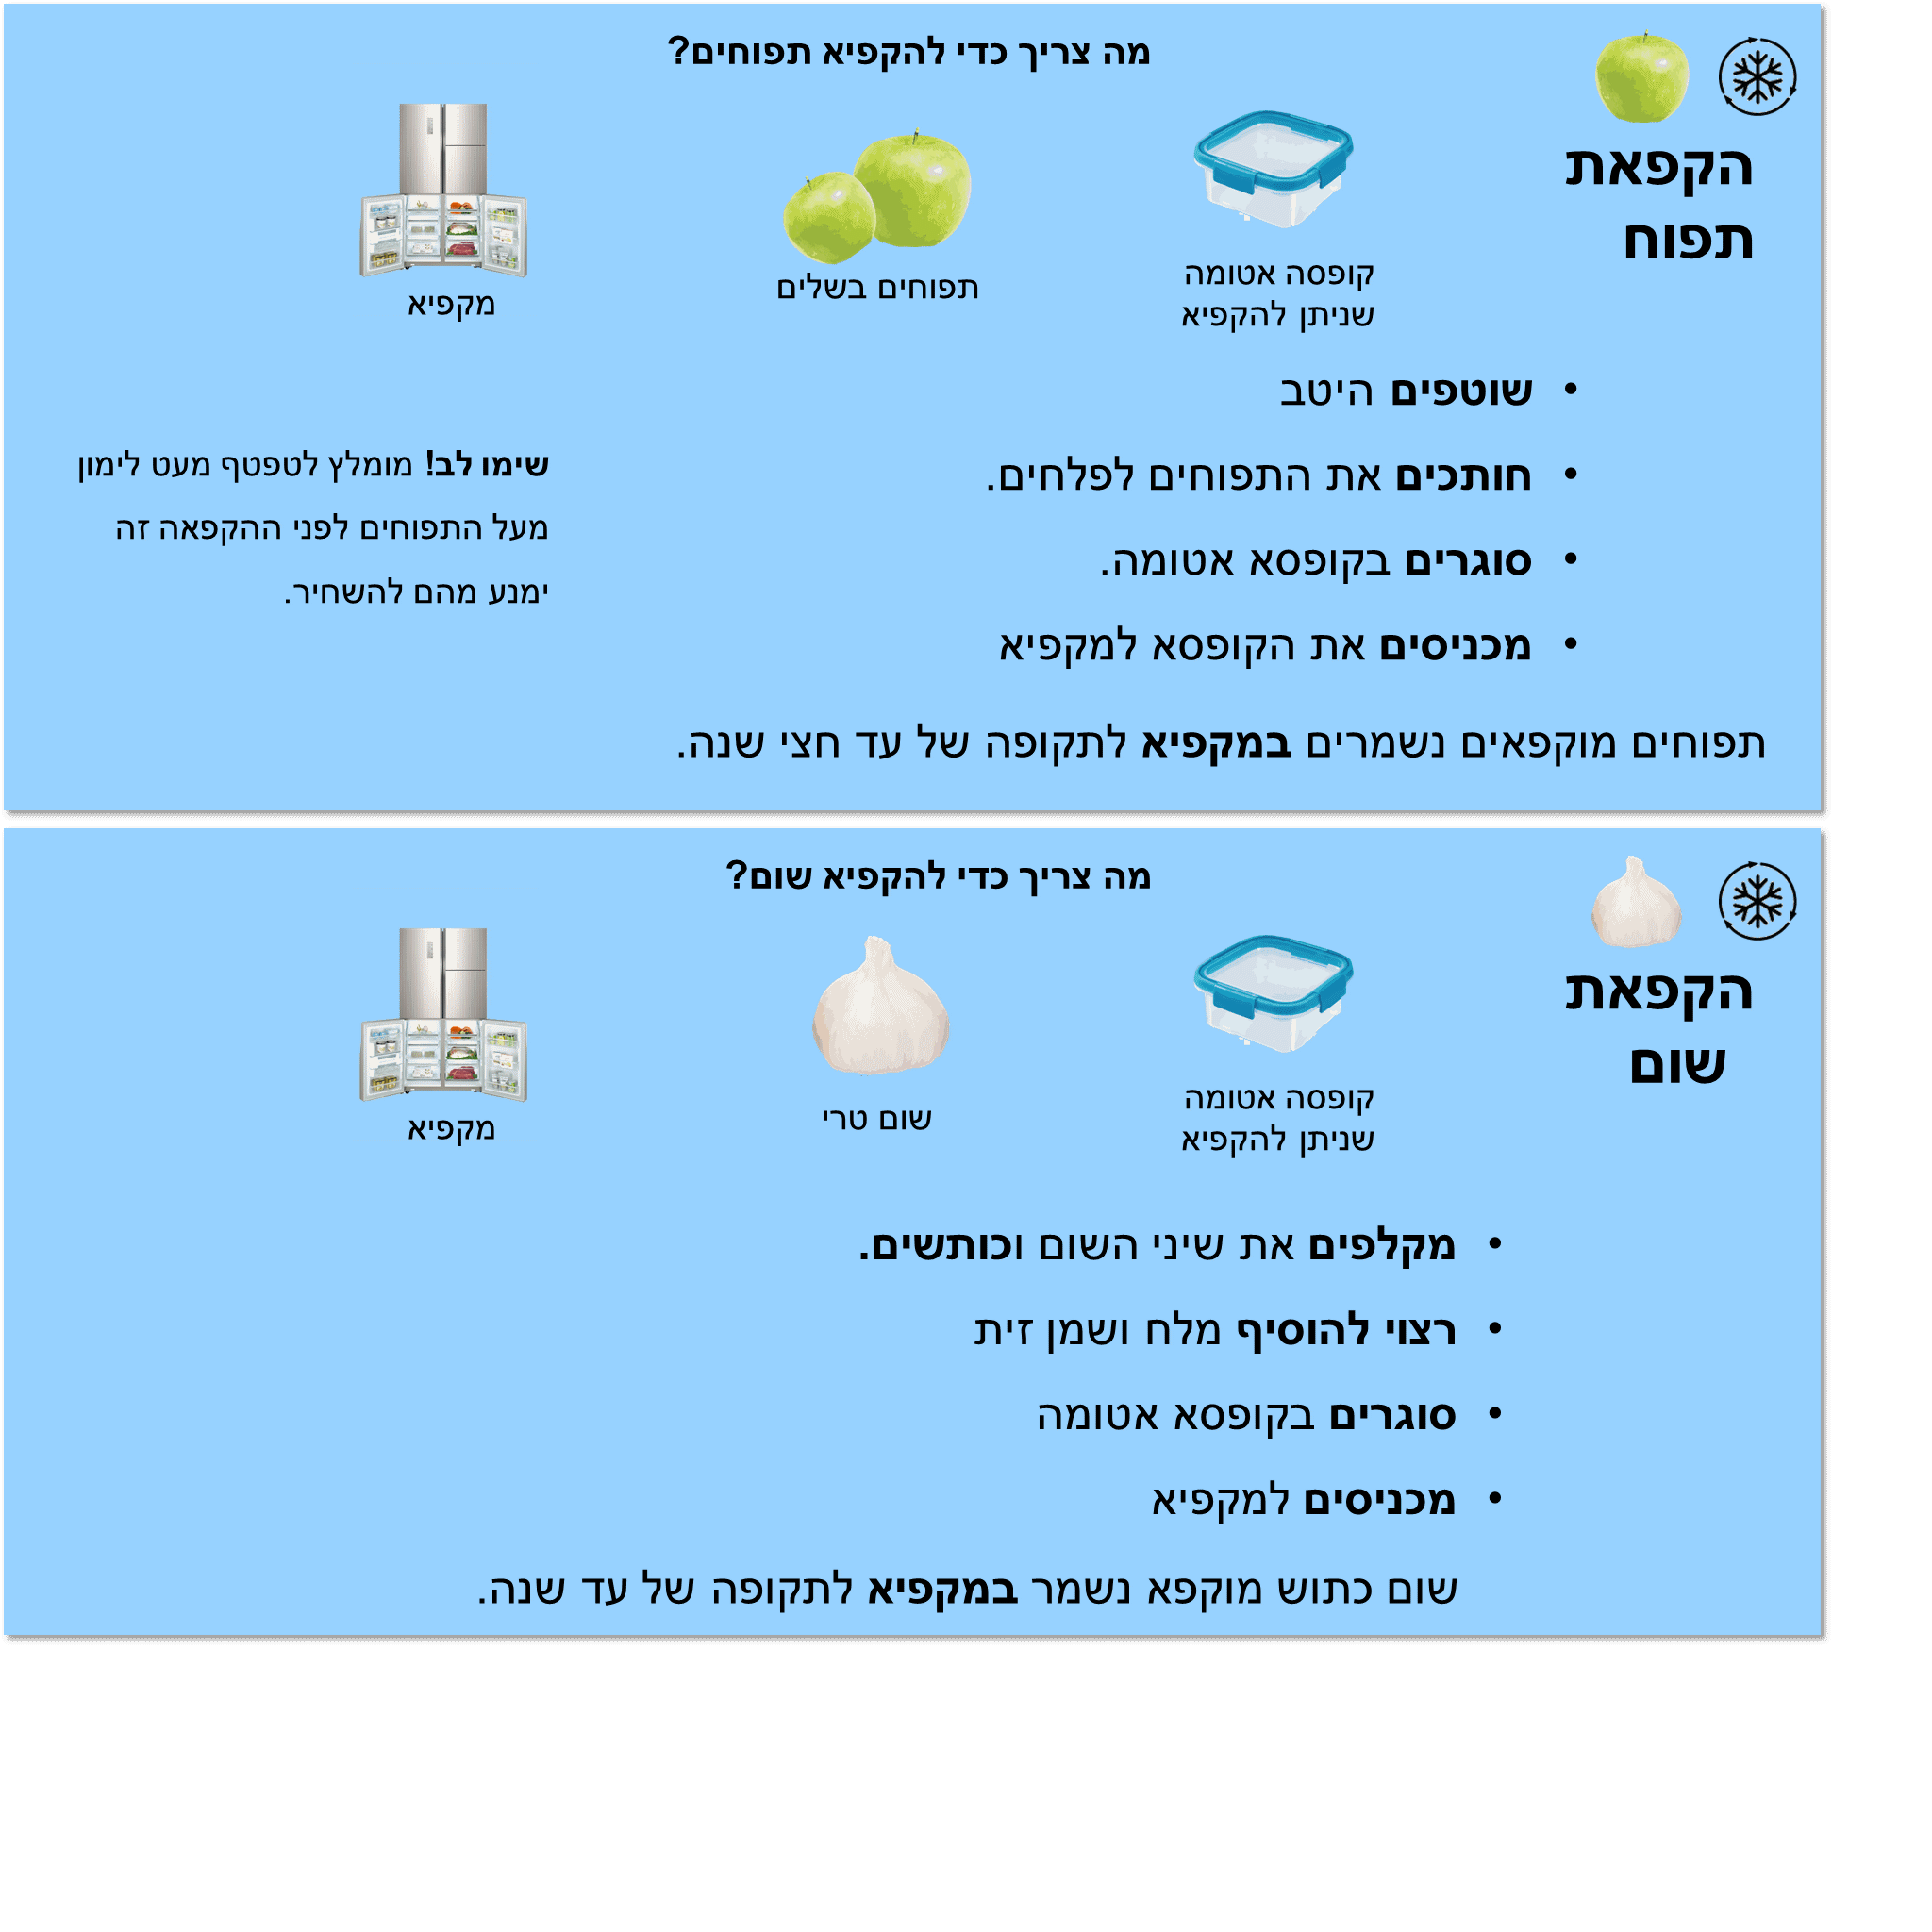 הקפאת
תפוח
מה צריך כדי להקפיא תפוחים?
קופסה אטומה
שניתן להקפיא
תפוחים בשלים
מקפיא
• שוטפים היטב
• חותכים את התפוחים לפלחים.
• סוגרים בקופסא אטומה.
• מכניסים את הקופסא למקפיא
שימו לב! מומלץ לטפטף מעט לימון
מעל התפוחים לפני ההקפאה זה
ימנע מהם להשחיר.
תפוחים מוקפאים נשמרים במקפיא לתקופה של עד חצי שנה.
הקפאת
שום
מה צריך כדי להקפיא שום?
קופסה אטומה
שניתן להקפיא
שום טרי
מקפיא
• מקלפים את שיני השום וכותשים.
• רצוי להוסיף מלח ושמן זית
• סוגרים בקופסא אטומה
• מכניסים למקפיא
שום כתוש מוקפא נשמר במקפיא לתקופה של עד שנה.